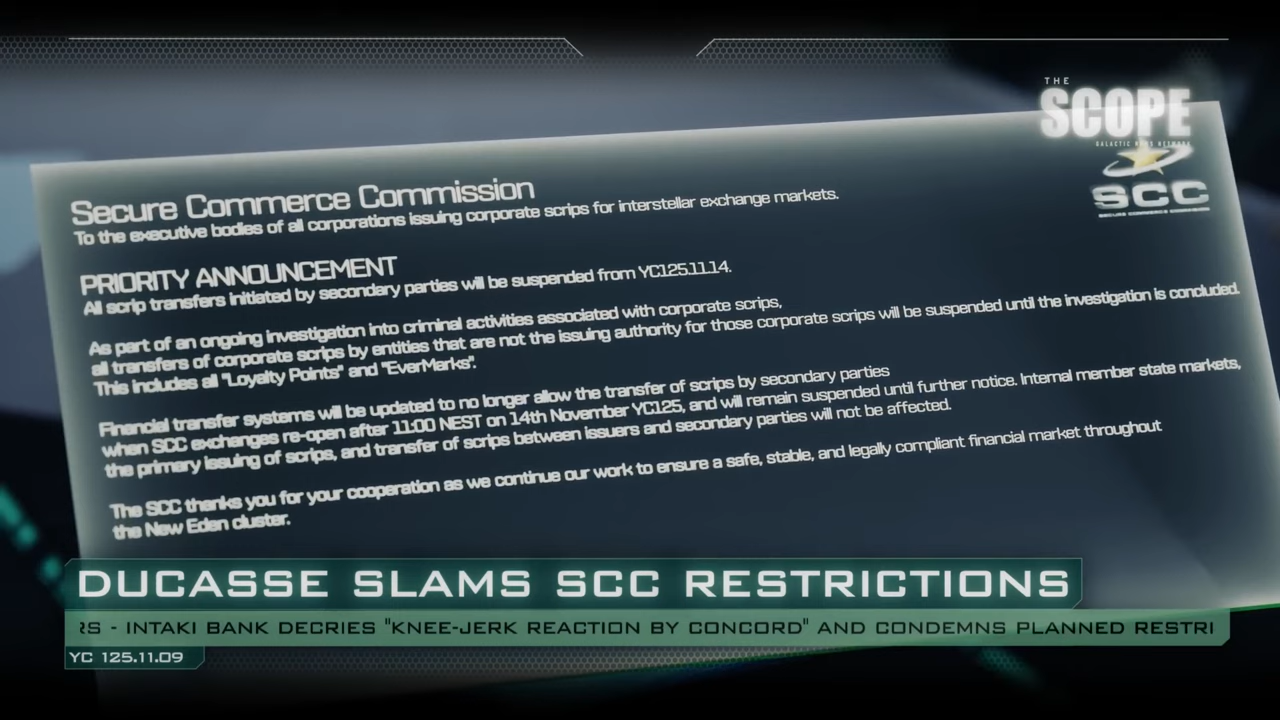 THE
SCOPE
GALACTIC NEWS NETWORK
SCC
SECURE COMMERCE COMMISSION
Secure Commerce Commission
To the executive bodies of all corporations issuing corporate scrips for interstellar exchange markets.
PRIORITY ANNOUNCEMENT
All scrip transfers initiated by secondary parties will be suspended from YC125.11.14.
As part of an ongoing investigation into criminal activities associated with corporate scrips,
all transfers of corporate scrips by entities that are not the issuing authority for those corporate scrips will be suspended until the investigation is concluded.
This includes all "Loyalty Points" and "EverMarks".
Financial transfer systems will be updated to no longer allow the transfer of scrips by secondary parties
when SCC exchanges re-open after 11:00 NEST on 14th November YC125, and will remain suspended until further notice. Internal member state markets,
the primary issuing of scrips, and transfer of scrips between issuers and secondary parties will not be affected.
The SCC thanks you for your cooperation as we continue our work to ensure a safe, stable, and legally compliant financial market throughout
the New Eden cluster.
DUCASSE SLAMS SCC RESTRICTIONS
RS - INTAKI BANK DECRIES "KNEE-JERK REACTION BY CONCORD" AND CONDEMNS PLANNED RESTRI
YC 125.11.09